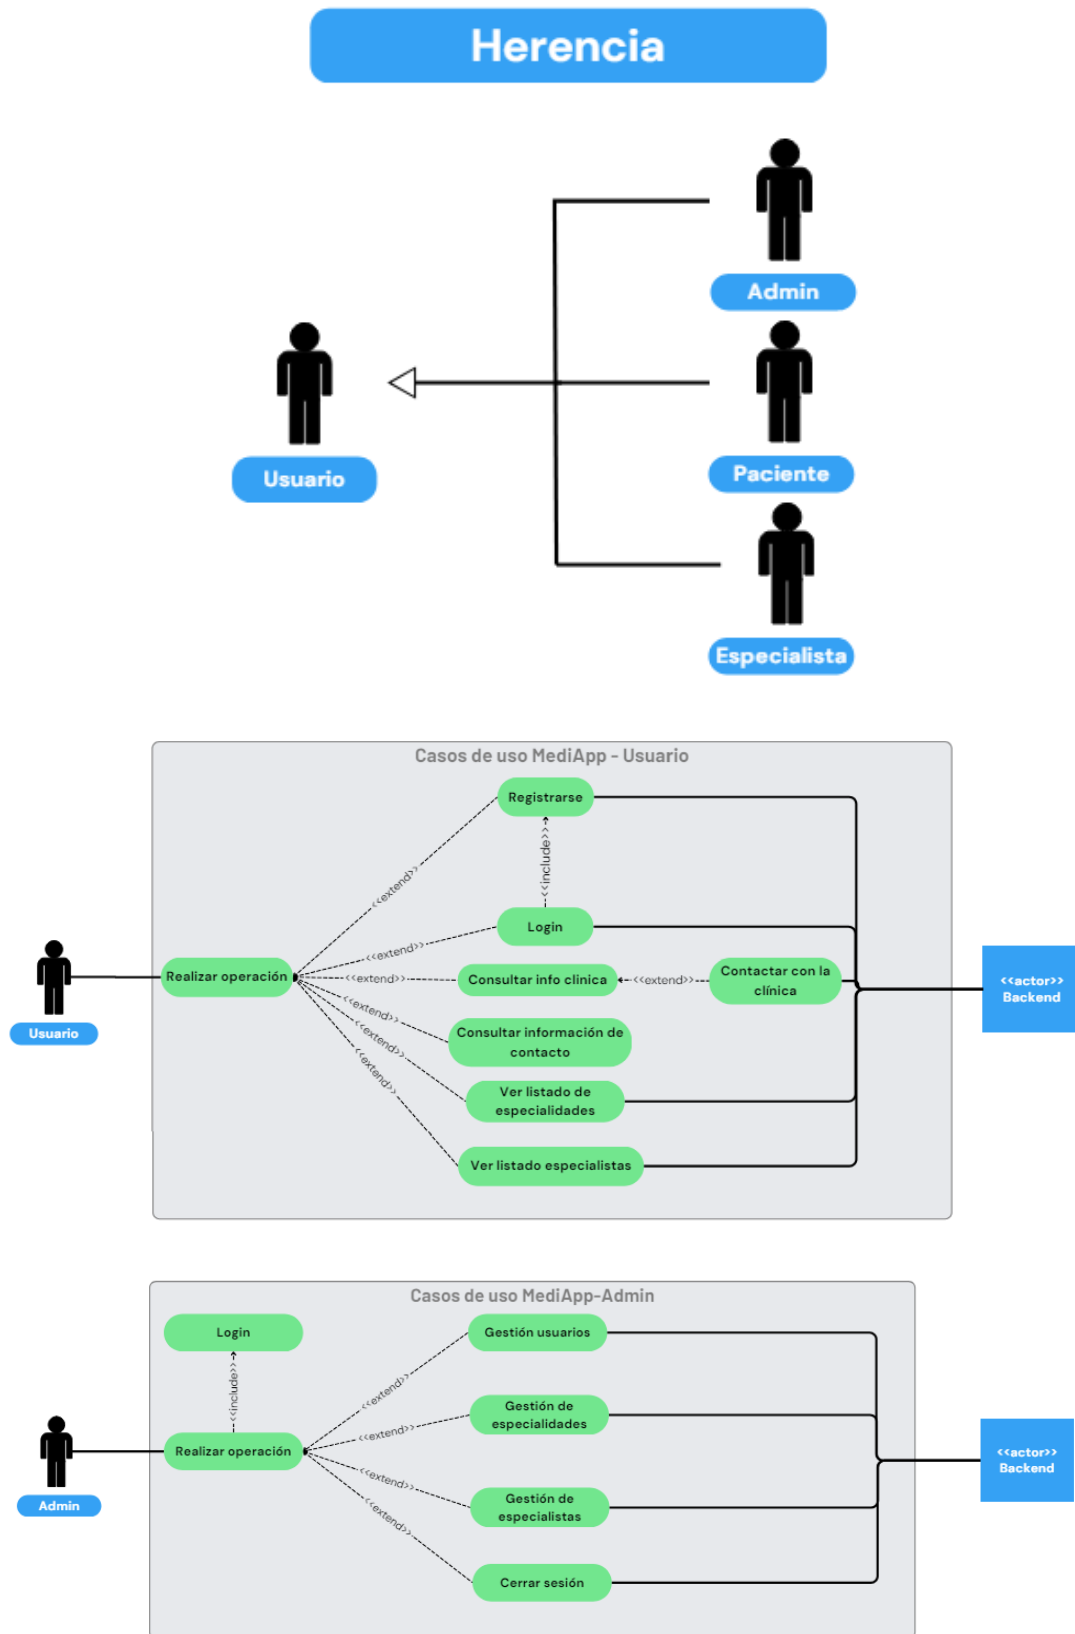 Herencia
Admin
Usuario
Paciente
Especialista
Casos de uso MediApp - Usuario
Registrarse
<<extend>>
<<include>>
Login
<<extend>>
Realizar operación
<<extend>>
Consultar info clinica
<<extend>>
Contactar con la
clínica
<<actor>>
Backend
Usuario
<<extend>>
Consultar información de
contacto
<<extend>>
Ver listado de
especialidades
<<extend>>
Ver listado especialistas
Casos de uso MediApp-Admin
Login
Gestión usuarios
<<include>>
<<extend>>
Gestión de
especialidades
<<extend>>
Realizar operación
<<actor>>
Backend
Admin
<<extend>>
Gestión de
especialistas
<<extend>>
Cerrar sesión